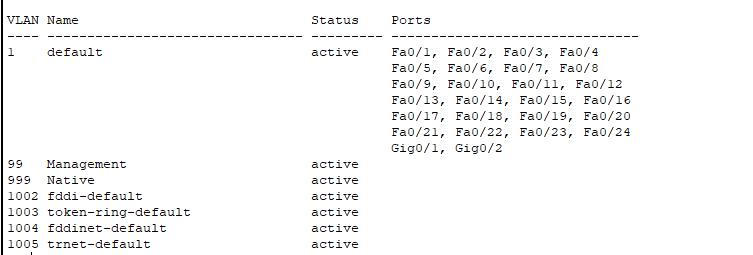 VLAN Name                             Status    Ports
---- -------------------------------- --------- -------------------------------
1    default                          active    Fa0/1, Fa0/2, Fa0/3, Fa0/4
                                                Fa0/5, Fa0/6, Fa0/7, Fa0/8
                                                Fa0/9, Fa0/10, Fa0/11, Fa0/12
                                                Fa0/13, Fa0/14, Fa0/15, Fa0/16
                                                Fa0/17, Fa0/18, Fa0/19, Fa0/20
                                                Fa0/21, Fa0/22, Fa0/23, Fa0/24
                                                Gig0/1, Gig0/2
99   Management                       active
999  Native                           active
1002 fddi-default                     active
1003 token-ring-default               active
1004 fddinet-default                  active
1005 trnet-default                    active